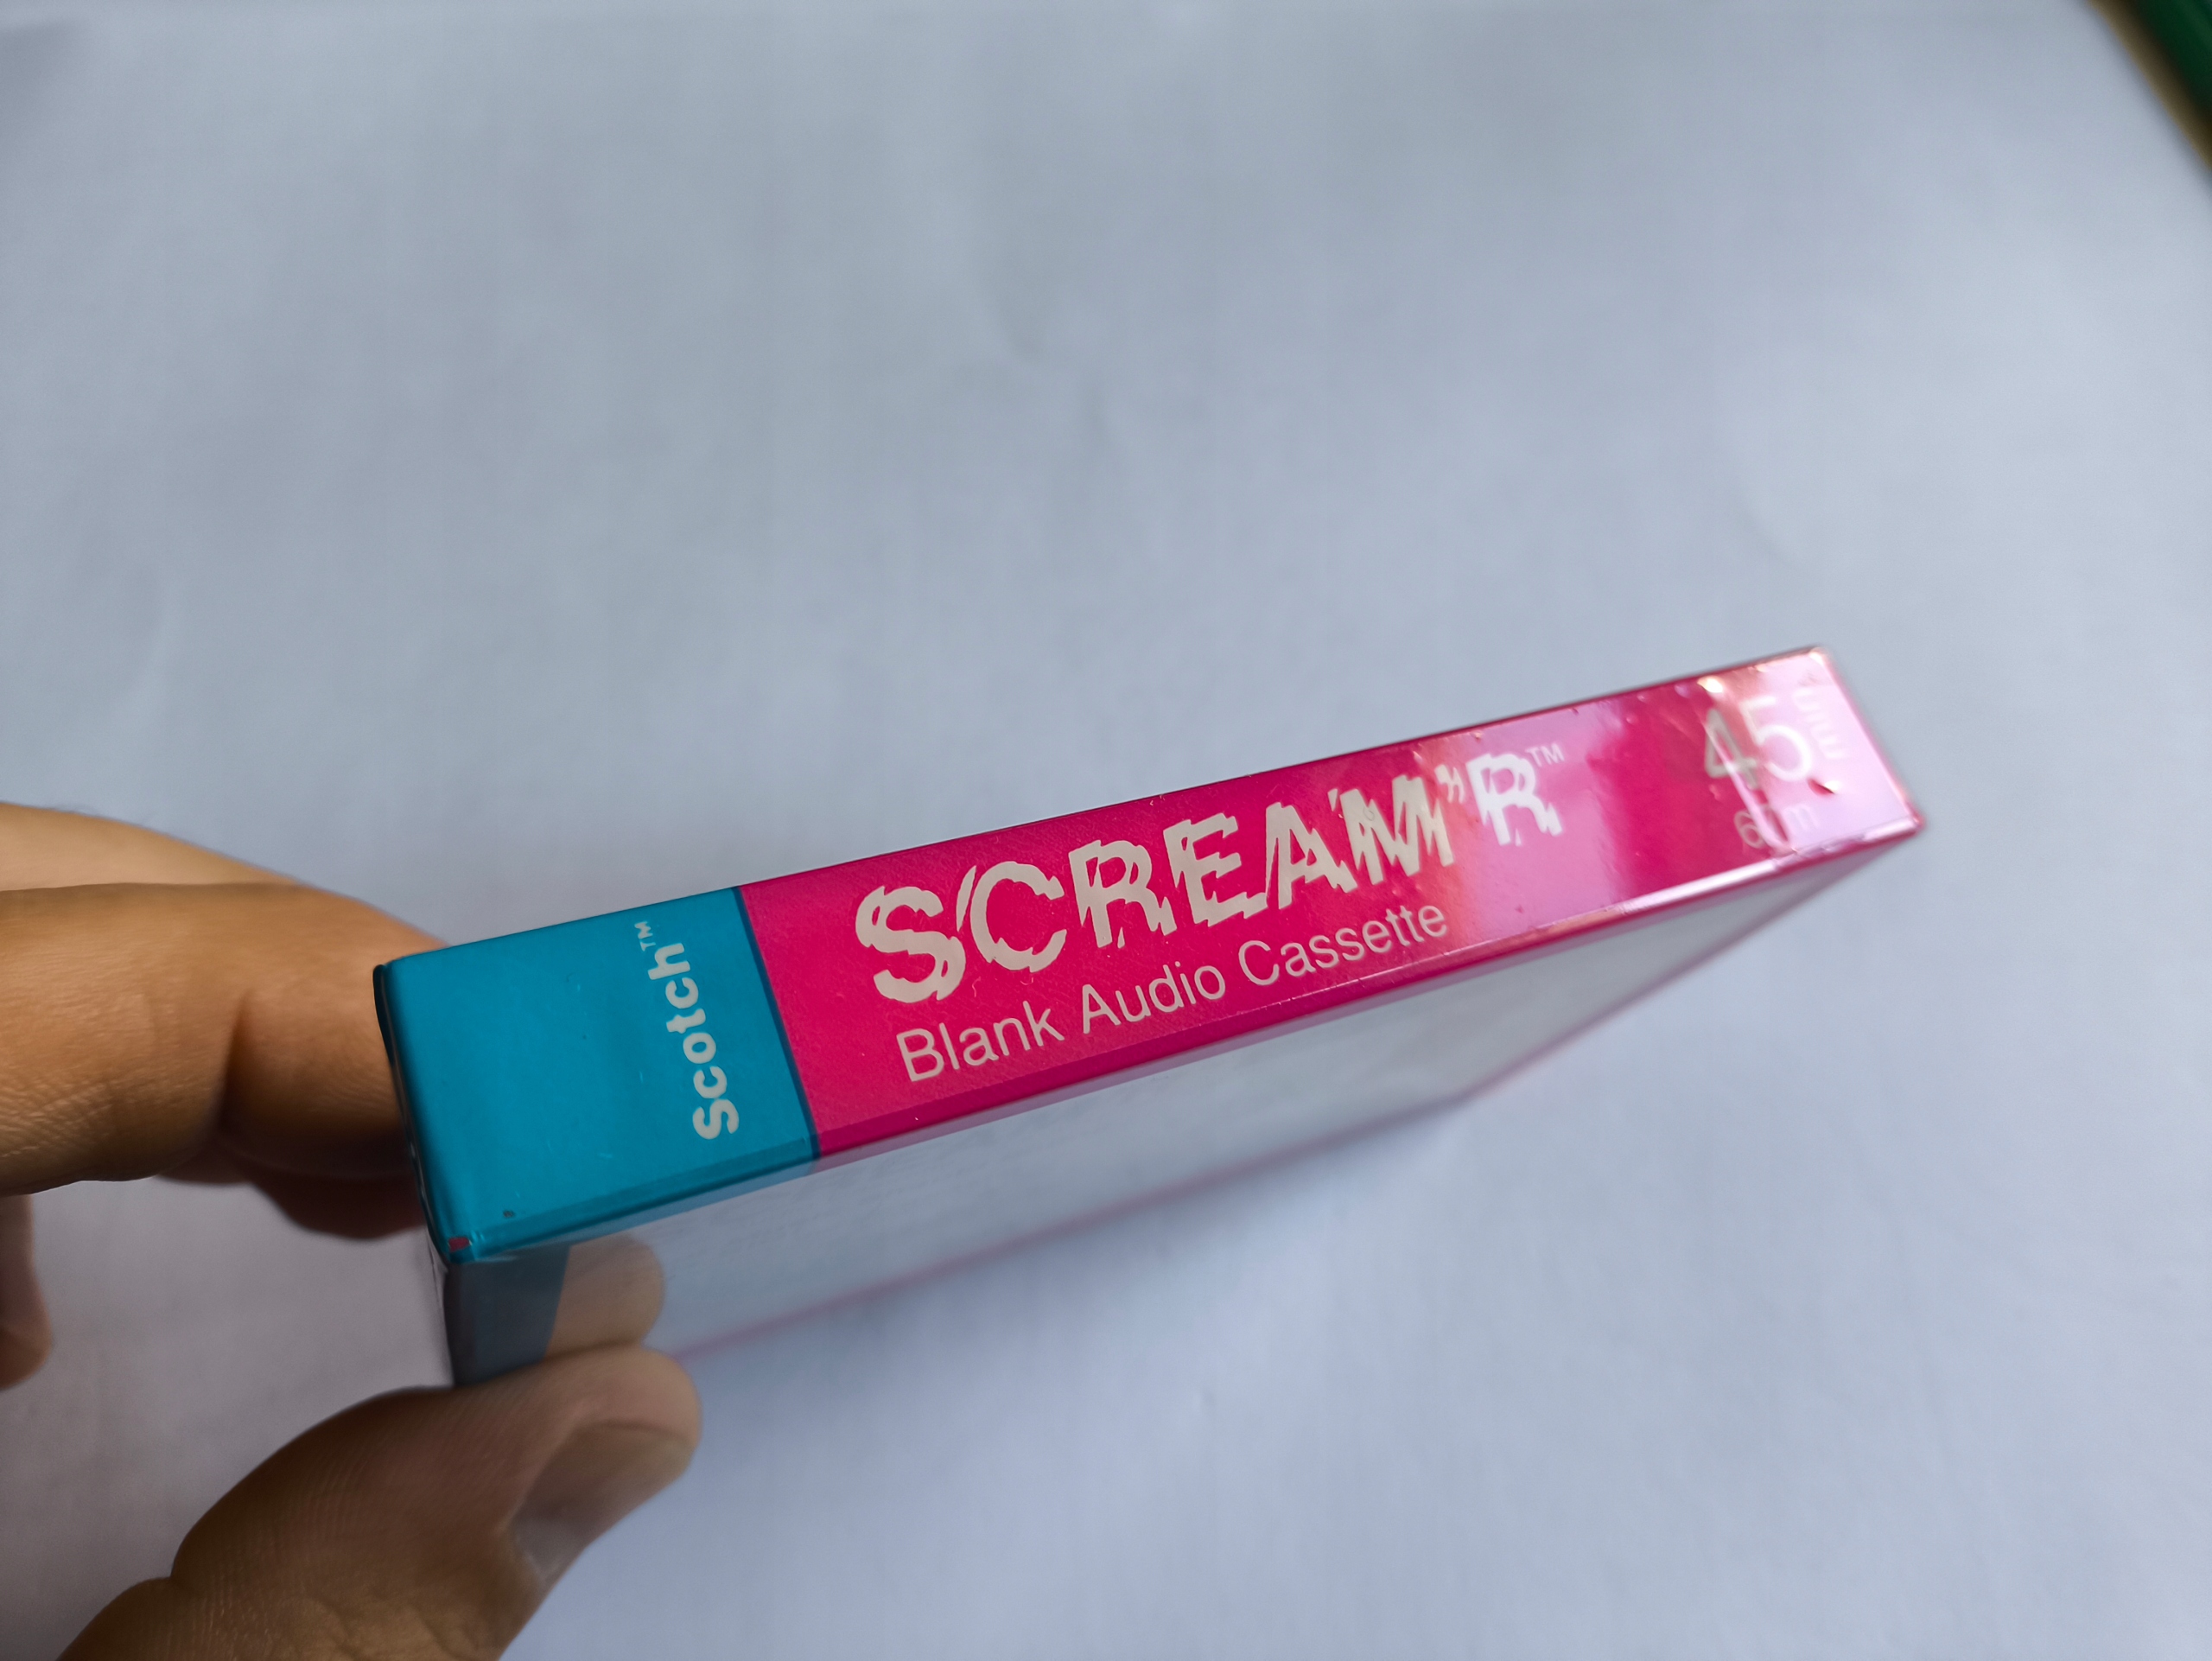 Scotch™
SCREAM'R™
Blank Audio Cassette
45
min